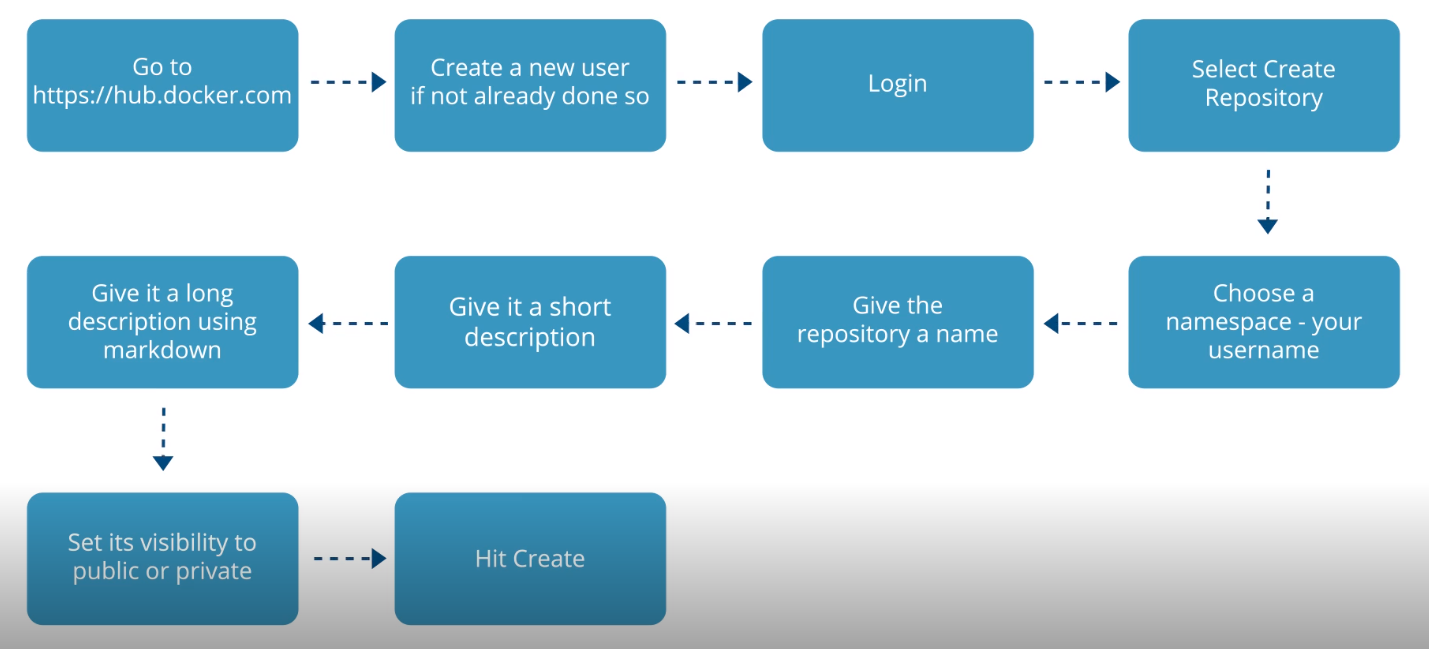 Go to
https://hub.docker.com
Create a new user
if not already done so
Login
Select Create
Repository
Choose a
namespace - your
username
Give the
repository a name
Give it a short
description
Give it a long
description using
markdown
Set its visibility to
public or private
Hit Create